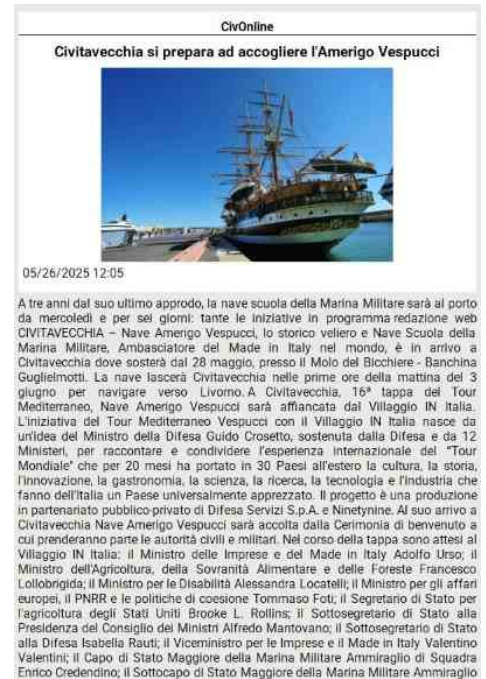 CivOnline
Civitavecchia si prepara ad accogliere l'Amerigo Vespucci
05/26/2025 12:05
A tre anni dal suo ultimo approdo, la nave scuola della Marina Militare sarà al porto
da mercoledì e per sei giorni: tante le iniziative in programma redazione web
CIVITAVECCHIA – Nave Amerigo Vespucci, lo storico veliero e Nave Scuola della
Marina Militare, Ambasciatore del Made in Italy nel mondo, è in arrivo a
Civitavecchia dove sosterà dal 28 maggio, presso il Molo del Bicchiere - Banchina
Guglielmotti. La nave lascerà Civitavecchia nelle prime ore della mattina del 3
giugno per navigare verso Livorno. A Civitavecchia, 16ª tappa del Tour
Mediterraneo, Nave Amerigo Vespucci sarà affiancata dal Villaggio IN Italia.
L'iniziativa del Tour Mediterraneo Vespucci con il Villaggio IN Italia nasce da
un'idea del Ministro della Difesa Guido Crosetto, sostenuta dalla Difesa e da 12
Ministeri, per raccontare e condividere l'esperienza internazionale del "Tour
Mondiale" che per 20 mesi ha portato in 30 Paesi all'estero la cultura, la storia,
l'innovazione, la gastronomia, la scienza, la ricerca, la tecnologia e l'industria che
fanno dell'Italia un Paese universalmente apprezzato. Il progetto è una produzione
in partenariato pubblico-privato di Difesa Servizi S.p.A. e Ninetynine. Al suo arrivo a
Civitavecchia Nave Amerigo Vespucci sarà accolta dalla Cerimonia di benvenuto a
cui prenderanno parte le autorità civili e militari. Nel corso della tappa sono attesi al
Villaggio IN Italia: il Ministro delle Imprese e del Made in Italy Adolfo Urso; il
Ministro dell'Agricoltura, della Sovranità Alimentare e delle Foreste Francesco
Lollobrigida; il Ministro per le Disabilità Alessandra Locatelli; il Ministro per gli affari
europei, il PNRR e le politiche di coesione Tommaso Foti; il Segretario di Stato per
l'agricoltura degli Stati Uniti Brooke L. Rollins; il Sottosegretario di Stato alla
Presidenza del Consiglio dei Ministri Alfredo Mantovano; il Sottosegretario di Stato
alla Difesa Isabella Rauti; il Viceministro per le Imprese e il Made in Italy Valentino
Valentini; il Capo di Stato Maggiore della Marina Militare Ammiraglio di Squadra
Enrico Credendino; il Sottocapo di Stato Maggiore della Marina Militare Ammiraglio